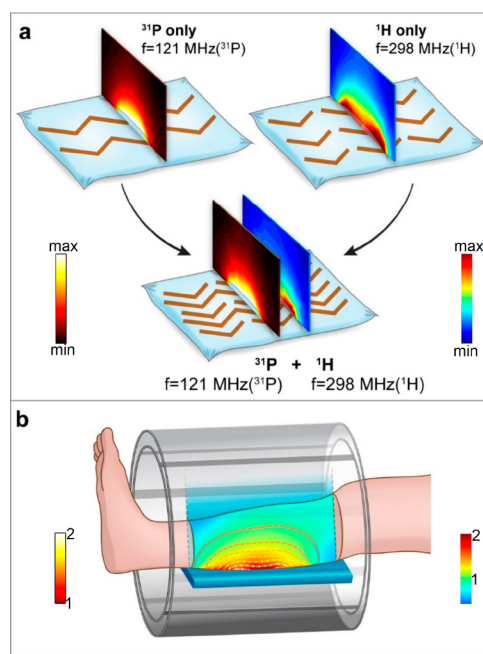 a
³¹P only
f=121 MHz(³¹P)
¹H only
f=298 MHz(¹H)
max
min
max
min
³¹P + ¹H
f=121 MHz(³¹P) f=298 MHz(¹H)
b
2
1
2
1